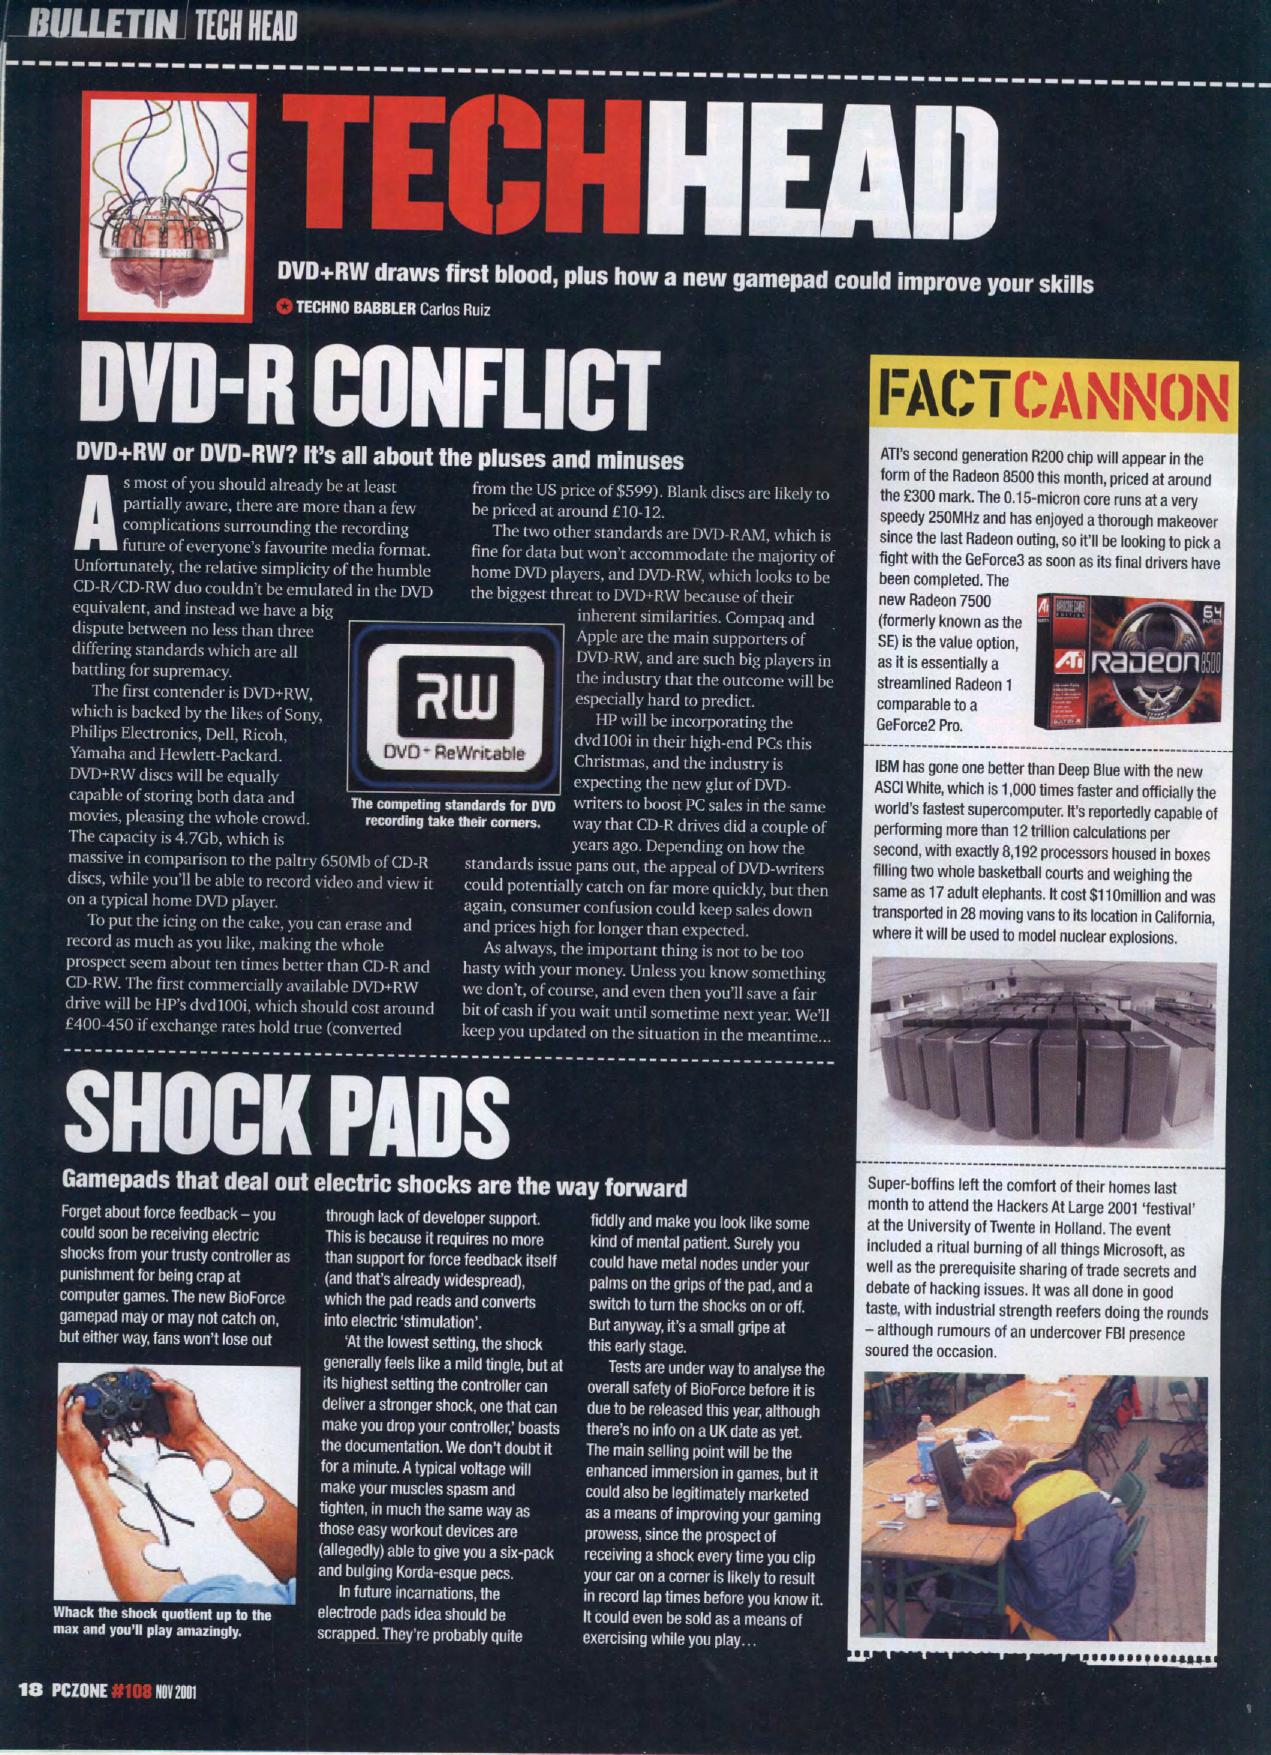 BULLETIN | TECH HEAD
TECHHEAD
DVD+RW draws first blood, plus how a new gamepad could improve your skills
TECHNO BABBLER Carlos Ruiz
DVD-R CONFLICT
DVD+RW or DVD-RW? It's all about the pluses and minuses
As most of you should already be at least
partially aware, there are more than a few
complications surrounding the recording
future of everyone's favourite media format.
Unfortunately, the relative simplicity of the humble
CD-R/CD-RW duo couldn't be emulated in the DVD
equivalent, and instead we have a big
dispute between no less than three
differing standards which are all
battling for supremacy.
The first contender is DVD+RW,
which is backed by the likes of Sony,
Philips Electronics, Dell, Ricoh,
Yamaha and Hewlett-Packard.
DVD+RW discs will be equally
capable of storing both data and
movies, pleasing the whole crowd.
The capacity is 4.7Gb, which is
massive in comparison to the paltry 650Mb of CD-R
discs, while you'll be able to record video and view it
on a typical home DVD player.
To put the icing on the cake, you can erase and
record as much as you like, making the whole
prospect seem about ten times better than CD-R and
CD-RW. The first commercially available DVD+RW
drive will be HP's dvd100i, which should cost around
£400-450 if exchange rates hold true (converted
from the US price of $599). Blank discs are likely to
be priced at around £10-12.
The two other standards are DVD-RAM, which is
fine for data but won't accommodate the majority of
home DVD players, and DVD-RW, which looks to be
the biggest threat to DVD+RW because of their
inherent similarities. Compaq and
Apple are the main supporters of
DVD-RW, and are such big players in
the industry that the outcome will be
especially hard to predict.
HP will be incorporating the
dvd100i in their high-end PCs this
Christmas, and the industry is
expecting the new glut of DVD-
writers to boost PC sales in the same
way that CD-R drives did a couple of
years ago. Depending on how the
standards issue pans out, the appeal of DVD-writers
could potentially catch on far more quickly, but then
again, consumer confusion could keep sales down
and prices high for longer than expected.
As always, the important thing is not to be too
hasty with your money. Unless you know something
we don't, of course, and even then you'll save a fair
bit of cash if you wait until sometime next year. We'll
keep you updated on the situation in the meantime...
RW
DVD+ReWritable
The competing standards for DVD
recording take their corners.
SHOCK PADS
Gamepads that deal out electric shocks are the way forward
Forget about force feedback – you
could soon be receiving electric
shocks from your trusty controller as
punishment for being crap at
computer games. The new BioForce
gamepad may or may not catch on,
but either way, fans won't lose out
Whack the shock quotient up to the
max and you'll play amazingly.
through lack of developer support.
This is because it requires no more
than support for force feedback itself
(and that's already widespread),
which the pad reads and converts
into electric 'stimulation'.
'At the lowest setting, the shock
generally feels like a mild tingle, but at
its highest setting the controller can
deliver a stronger shock, one that can
make you drop your controller,' boasts
the documentation. We don't doubt it
for a minute. A typical voltage will
make your muscles spasm and
tighten, in much the same way as
those easy workout devices are
(allegedly) able to give you a six-pack
and bulging Korda-esque pecs.
In future incarnations, the
electrode pads idea should be
scrapped. They're probably quite
fiddly and make you look like some
kind of mental patient. Surely you
could have metal nodes under your
palms on the grips of the pad, and a
switch to turn the shocks on or off.
But anyway, it's a small gripe at
this early stage.
Tests are under way to analyse the
overall safety of BioForce before it is
due to be released this year, although
there's no info on a UK date as yet.
The main selling point will be the
enhanced immersion in games, but it
could also be legitimately marketed
as a means of improving your gaming
prowess, since the prospect of
receiving a shock every time you clip
your car on a corner is likely to result
in record lap times before you know it.
It could even be sold as a means of
exercising while you play...
FACTCANNON
ATI's second generation R200 chip will appear in the
form of the Radeon 8500 this month, priced at around
the £300 mark. The 0.15-micron core runs at a very
speedy 250MHz and has enjoyed a thorough makeover
since the last Radeon outing, so it'll be looking to pick a
fight with the GeForce3 as soon as its final drivers have
been completed. The
new Radeon 7500
(formerly known as the
SE) is the value option,
as it is essentially a
streamlined Radeon 1
comparable to a
GeForce2 Pro.
ATi
HARDCORE GAMER
EDITION
64
MB
ATi RADEON 8500
IBM has gone one better than Deep Blue with the new
ASCI White, which is 1,000 times faster and officially the
world's fastest supercomputer. It's reportedly capable of
performing more than 12 trillion calculations per
second, with exactly 8,192 processors housed in boxes
filling two whole basketball courts and weighing the
same as 17 adult elephants. It cost $110million and was
transported in 28 moving vans to its location in California,
where it will be used to model nuclear explosions.
Super-boffins left the comfort of their homes last
month to attend the Hackers At Large 2001 'festival'
at the University of Twente in Holland. The event
included a ritual burning of all things Microsoft, as
well as the prerequisite sharing of trade secrets and
debate of hacking issues. It was all done in good
taste, with industrial strength reefers doing the rounds
– although rumours of an undercover FBI presence
soured the occasion.
18 PCZONE #108 NOV 2001